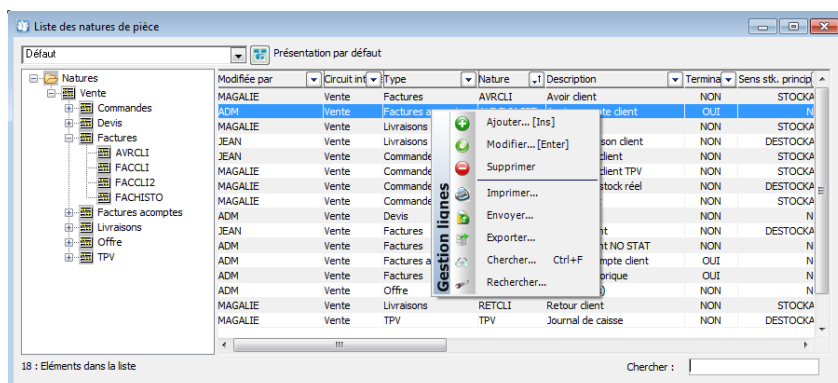 Liste des natures de pièce
Défaut Présentation par défaut
Natures
Vente
Commandes
Devis
Factures
AVRCLI
FACCLI
FACCLI2
FACHISTO
Factures acomptes
Livraisons
Offre
TPV
Modifiée par Circuit int Type Nature Description Termina Sens stk. princip
MAGALIE Vente Factures AVRCLI Avoir client NON STOCKA
ADM Vente Factures a pte client OUI N
MAGALIE Vente Livraisons NON STOCKA
JEAN Vente Livraisons son client NON DESTOCKA
JEAN Vente Commande client NON STOCKA
MAGALIE Vente Commande client TPV NON STOCKA
MAGALIE Vente Commande stock réel NON DESTOCKA
MAGALIE Vente Commande NON STOCKA
ADM Vente Devis NON N
JEAN Vente Factures nt NON DESTOCKA
ADM Vente Factures nt NO STAT NON N
ADM Vente Factures a mpte client OUI N
ADM Vente Factures orique OUI N
ADM Vente Offre s) NON N
MAGALIE Vente Livraisons RETCLI Retour client NON STOCKA
MAGALIE Vente TPV TPV Journal de caisse NON DESTOCKA
Gestion lignes
Ajouter... [Ins]
Modifier... [Enter]
Supprimer
Imprimer...
Envoyer...
Exporter...
Chercher... Ctrl+F
Rechercher...
18 : Eléments dans la liste Chercher :